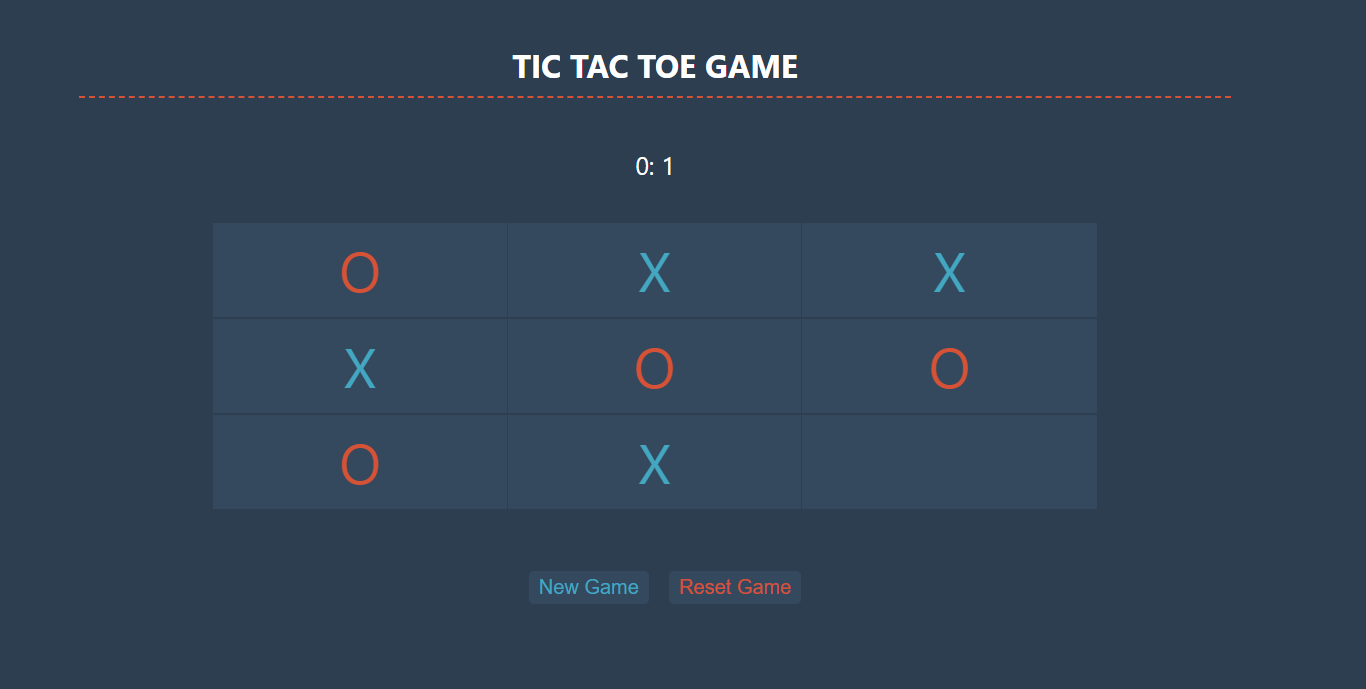 TIC TAC TOE GAME
0: 1
O X X
X O O
O X
New Game Reset Game